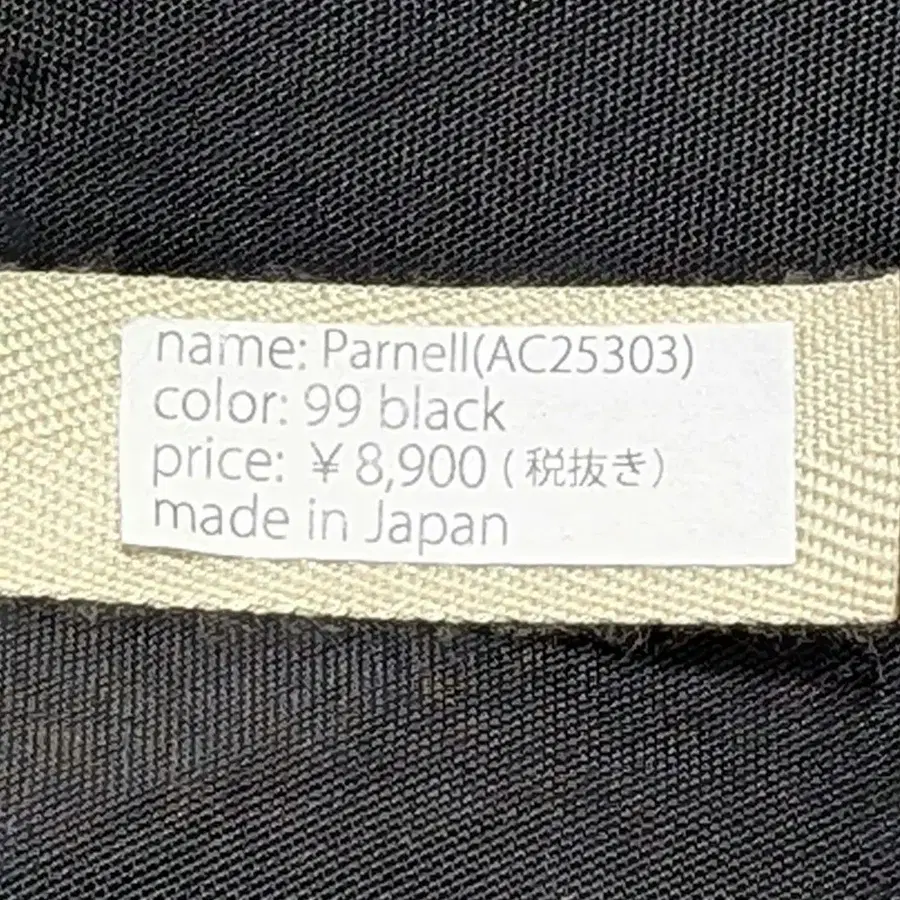 name: Parnell(AC25303)
color: 99 black
price: ¥8,900 (税抜き)
made in Japan